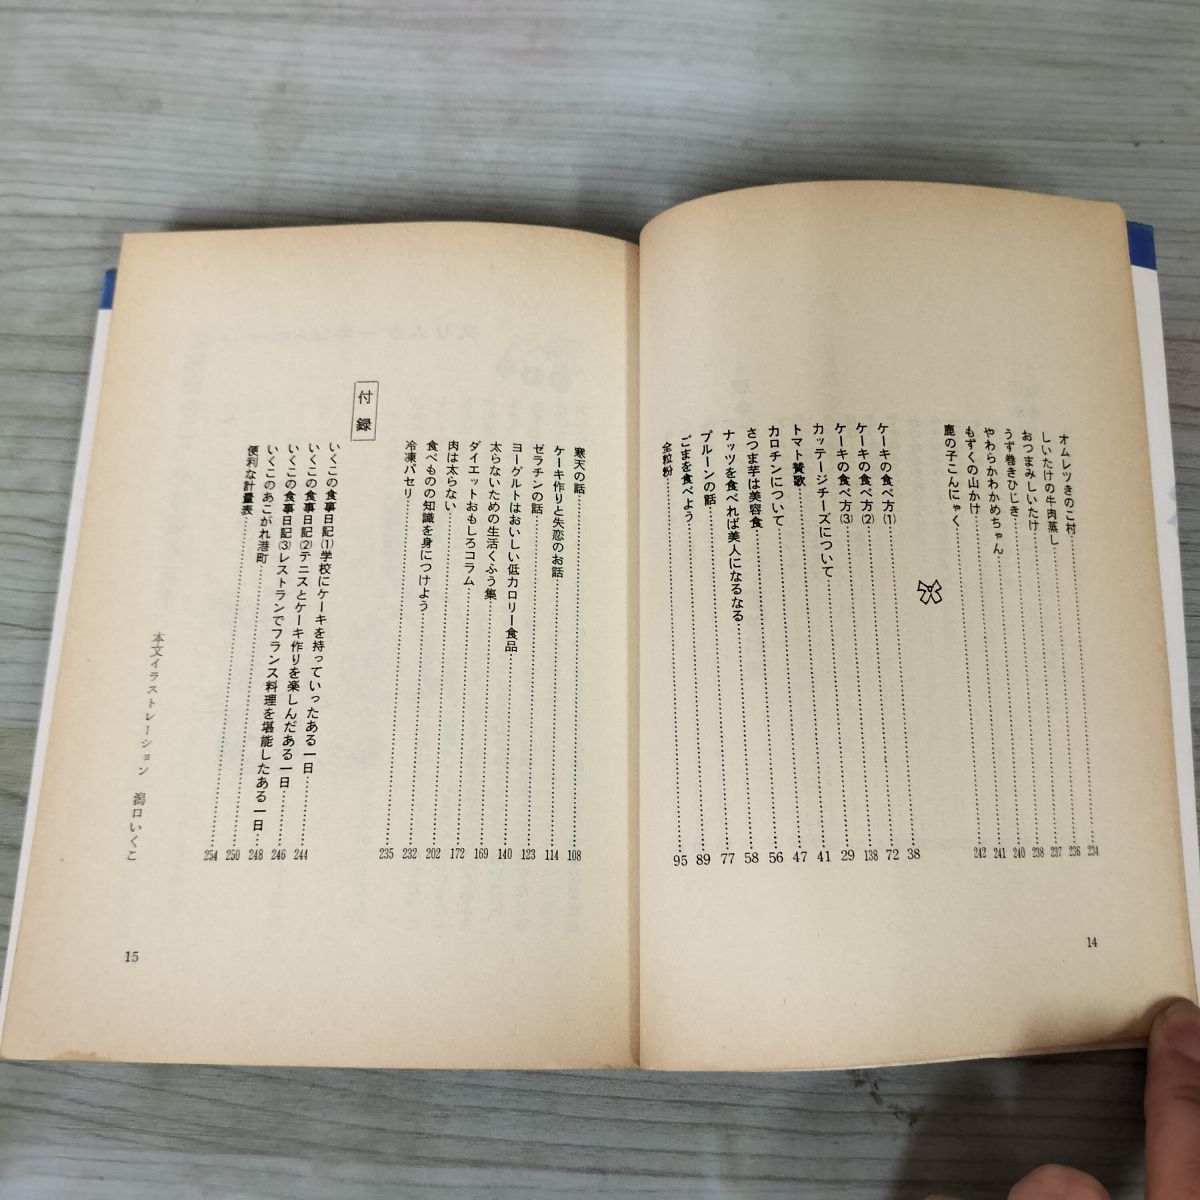 オムレツきのこ村……234
しいたけの牛肉蒸し……236
おつまみしいたけ……237
うず巻きひじき……238
やわらかわかめちゃん……240
もずくの山かけ……241
鹿の子こんにゃく……242
ケーキの食べ方(1)……38
ケーキの食べ方(2)……72
ケーキの食べ方(3)……138
カッテージチーズについて……29
トマト賛歌……41
カロチンについて……47
さつま芋は美容食……56
ナッツを食べれば美人になるなる……58
プルーンの話……77
ごまを食べよう……89
全粒粉……95
14
寒天の話……108
ケーキ作りと失恋のお話……114
ゼラチンの話……123
ヨーグルトはおいしい低カロリー食品……140
太らないための生活くふう集……169
ダイエットおもしろコラム……172
肉は太らない……202
食べものの知識を身につけよう……232
冷凍パセリ……235
付録
いくこの食事日記(1)学校にケーキを持っていったある一日……244
いくこの食事日記(2)テニスとケーキ作りを楽しんだある一日……246
いくこの食事日記(3)レストランでフランス料理を堪能したある一日……248
いくこのあこがれ港町……250
便利な計量表……254
本文イラストレーション　潟口いくこ
15